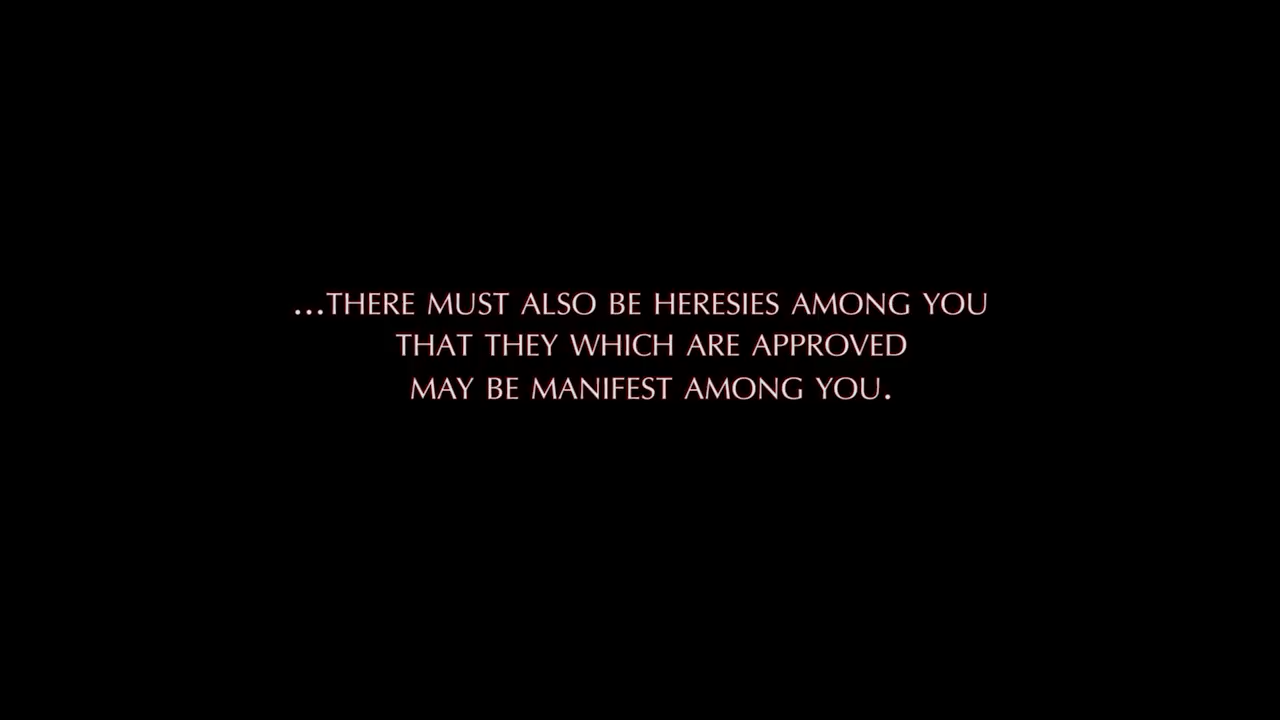 ...THERE MUST ALSO BE HERESIES AMONG YOU
THAT THEY WHICH ARE APPROVED
MAY BE MANIFEST AMONG YOU.